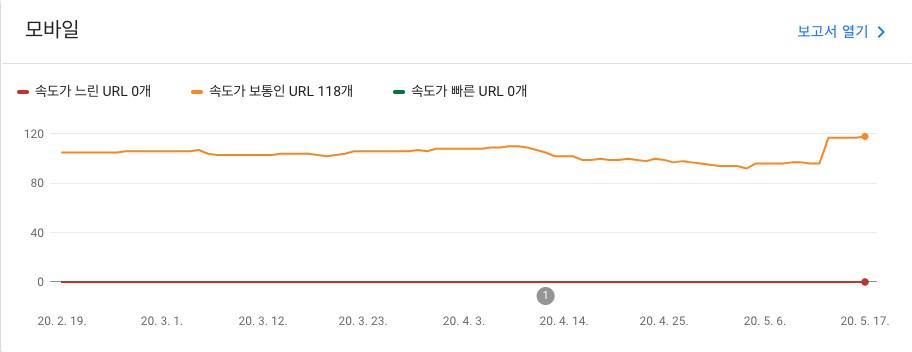 모바일
보고서 열기
속도가 느린 URL 0개 속도가 보통인 URL 118개 속도가 빠른 URL 0개
120
80
40
0
1
20. 2. 19. 20. 3. 1. 20. 3. 12. 20. 3. 23. 20. 4. 3. 20. 4. 14. 20. 4. 25. 20. 5. 6. 20. 5. 17.